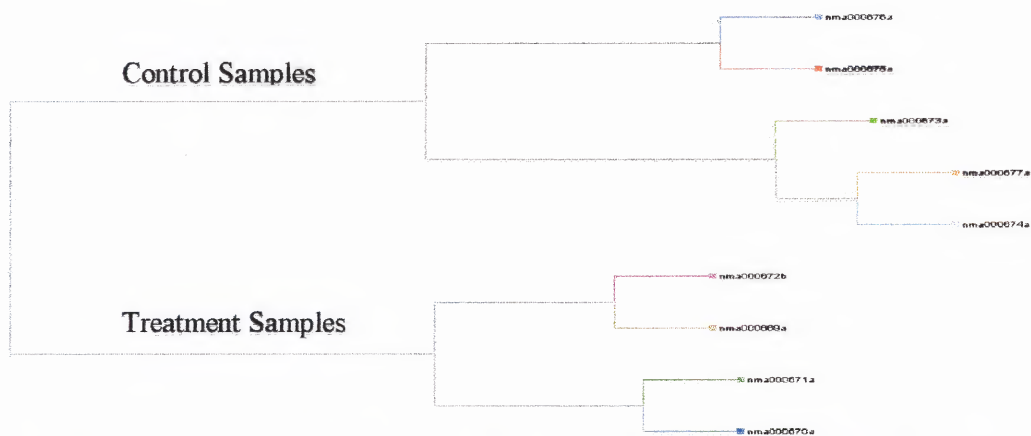 nma000676a
Control Samples
nma000675a
nma000673a
nma000677a
nma000674a
nma000672b
Treatment Samples
nma000669a
nma000671a
nma000670a